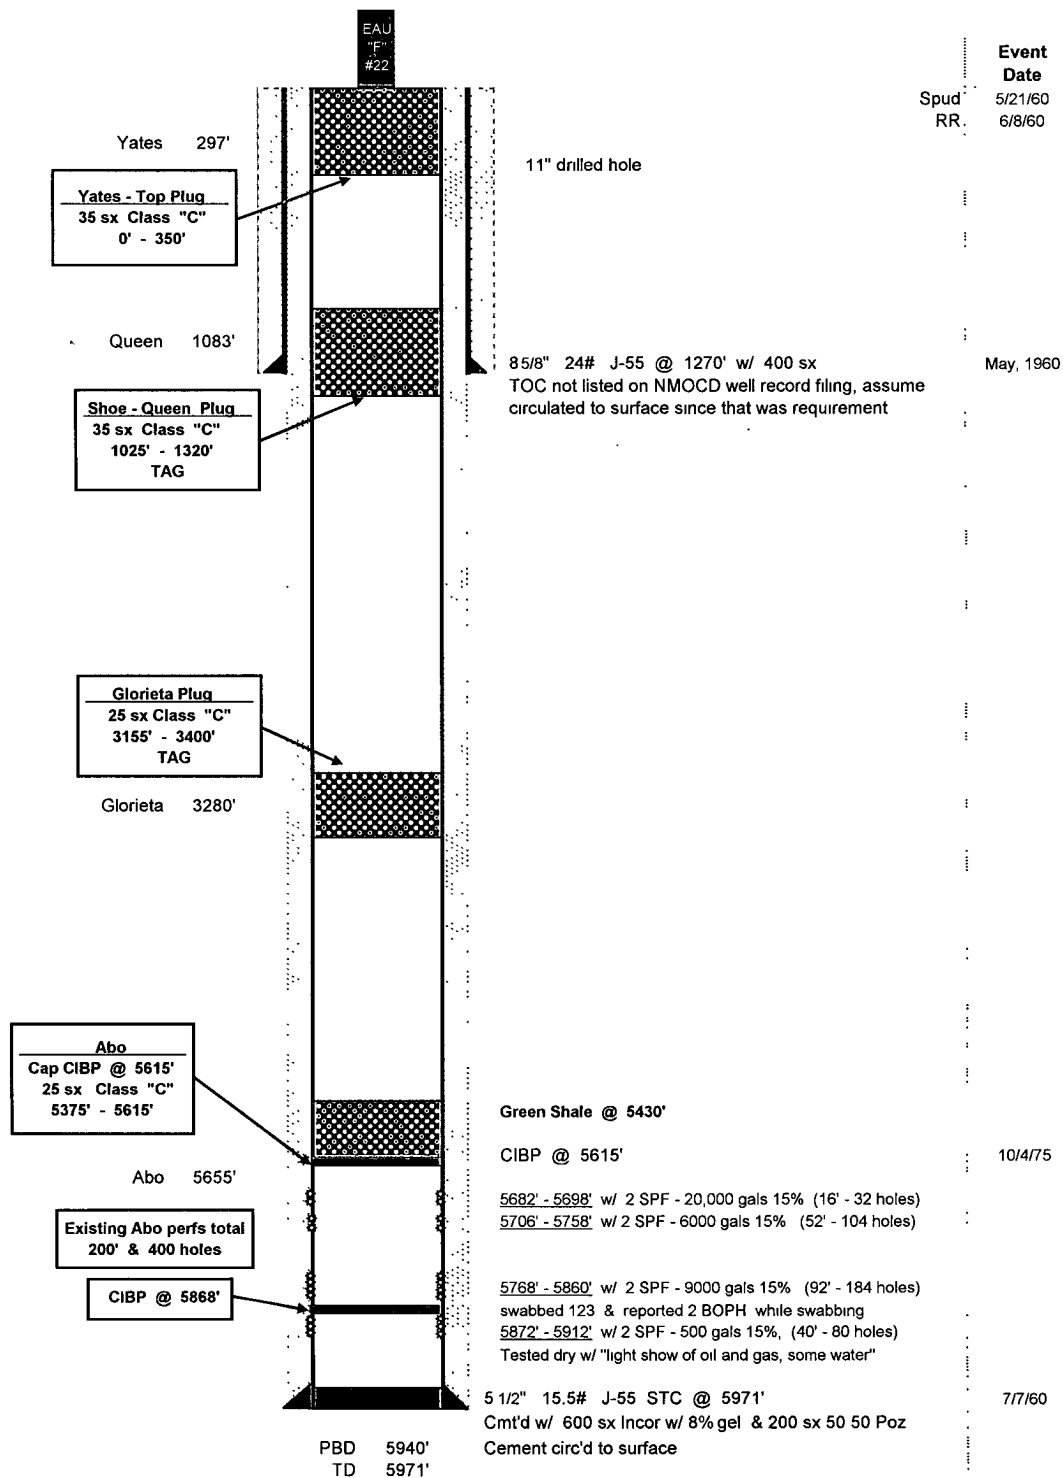 EAU
"F"
#22
Event
Date
Spud 5/21/60
RR. 6/8/60
Yates 297'
11" drilled hole
Yates - Top Plug
35 sx Class "C"
0' - 350'
Queen 1083'
8 5/8" 24# J-55 @ 1270' w/ 400 sx May, 1960
TOC not listed on NMOCD well record filing, assume
circulated to surface since that was requirement
Shoe - Queen Plug
35 sx Class "C"
1025' - 1320'
TAG
Glorieta Plug
25 sx Class "C"
3155' - 3400'
TAG
Glorieta 3280'
Abo
Cap CIBP @ 5615'
25 sx Class "C"
5375' - 5615'
Green Shale @ 5430'
CIBP @ 5615' 10/4/75
Abo 5655'
5682' - 5698' w/ 2 SPF - 20,000 gals 15% (16' - 32 holes)
5706' - 5758' w/ 2 SPF - 6000 gals 15% (52' - 104 holes)
Existing Abo perfs total
200' & 400 holes
CIBP @ 5868'
5768' - 5860' w/ 2 SPF - 9000 gals 15% (92' - 184 holes)
swabbed 123 & reported 2 BOPH while swabbing
5872' - 5912' w/ 2 SPF - 500 gals 15%, (40' - 80 holes)
Tested dry w/ "light show of oil and gas, some water"
5 1/2" 15.5# J-55 STC @ 5971' 7/7/60
Cmt'd w/ 600 sx Incor w/ 8% gel & 200 sx 50 50 Poz
Cement circ'd to surface
PBD 5940'
TD 5971'